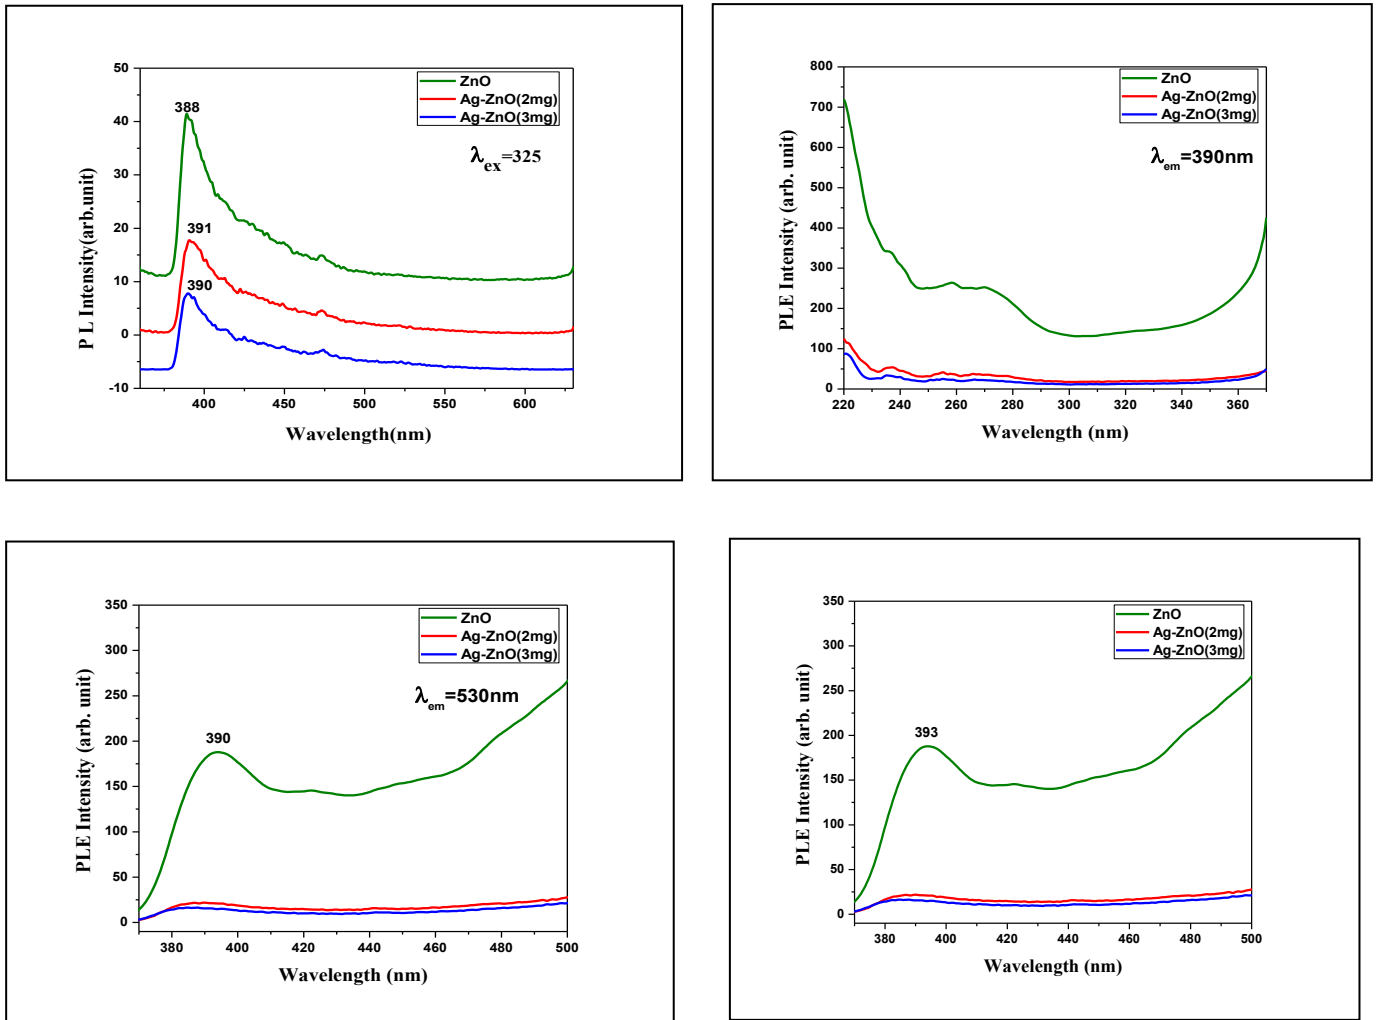 50
40
30
20
10
0
-10
P L Intensity(arb.unit)
388
391
390
ZnO
Ag-ZnO(2mg)
Ag-ZnO(3mg)
λex=325
400 450 500 550 600
Wavelength(nm)
800
700
600
500
400
300
200
100
0
PLE Intensity (arb. unit)
ZnO
Ag-ZnO(2mg)
Ag-ZnO(3mg)
λem=390nm
220 240 260 280 300 320 340 360
Wavelength (nm)
350
300
250
200
150
100
50
0
PLE Intensity (arb. unit)
390
ZnO
Ag-ZnO(2mg)
Ag-ZnO(3mg)
λem=530nm
380 400 420 440 460 480 500
Wavelength (nm)
350
300
250
200
150
100
50
0
PLE Intensity (arb. unit)
393
ZnO
Ag-ZnO(2mg)
Ag-ZnO(3mg)
380 400 420 440 460 480 500
Wavelength (nm)